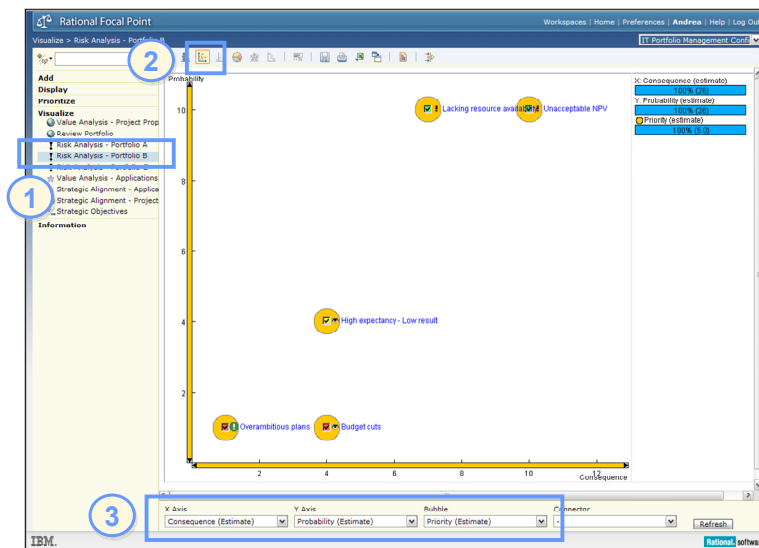 Rational Focal Point
Workspaces | Home | Preferences | Andrea | Help | Log Out
Visualize > Risk Analysis - Portfolio B
IT Portfolio Management Confi
2
Add
Display
Prioritize
Visualize
Value Analysis - Project Prop
Review Portfolio
Risk Analysis - Portfolio A
Risk Analysis - Portfolio B
Value Analysis - Applications
Strategic Alignment - Applica
Strategic Alignment - Project
Strategic Objectives
Information
1
Probability
10
8
6
4
2
Lacking resource availability
Unacceptable NPV
High expectancy - Low result
Overambitious plans
Budget cuts
2 4 6 8 10 12
Consequence
X: Consequence (estimate)
100% (26)
Y: Probability (estimate)
100% (26)
Priority (estimate)
100% (5.0)
3
X Axis Y Axis Bubble Connector
Consequence (Estimate) Probability (Estimate) Priority (Estimate) -
Refresh
IBM.
Rational. softwa